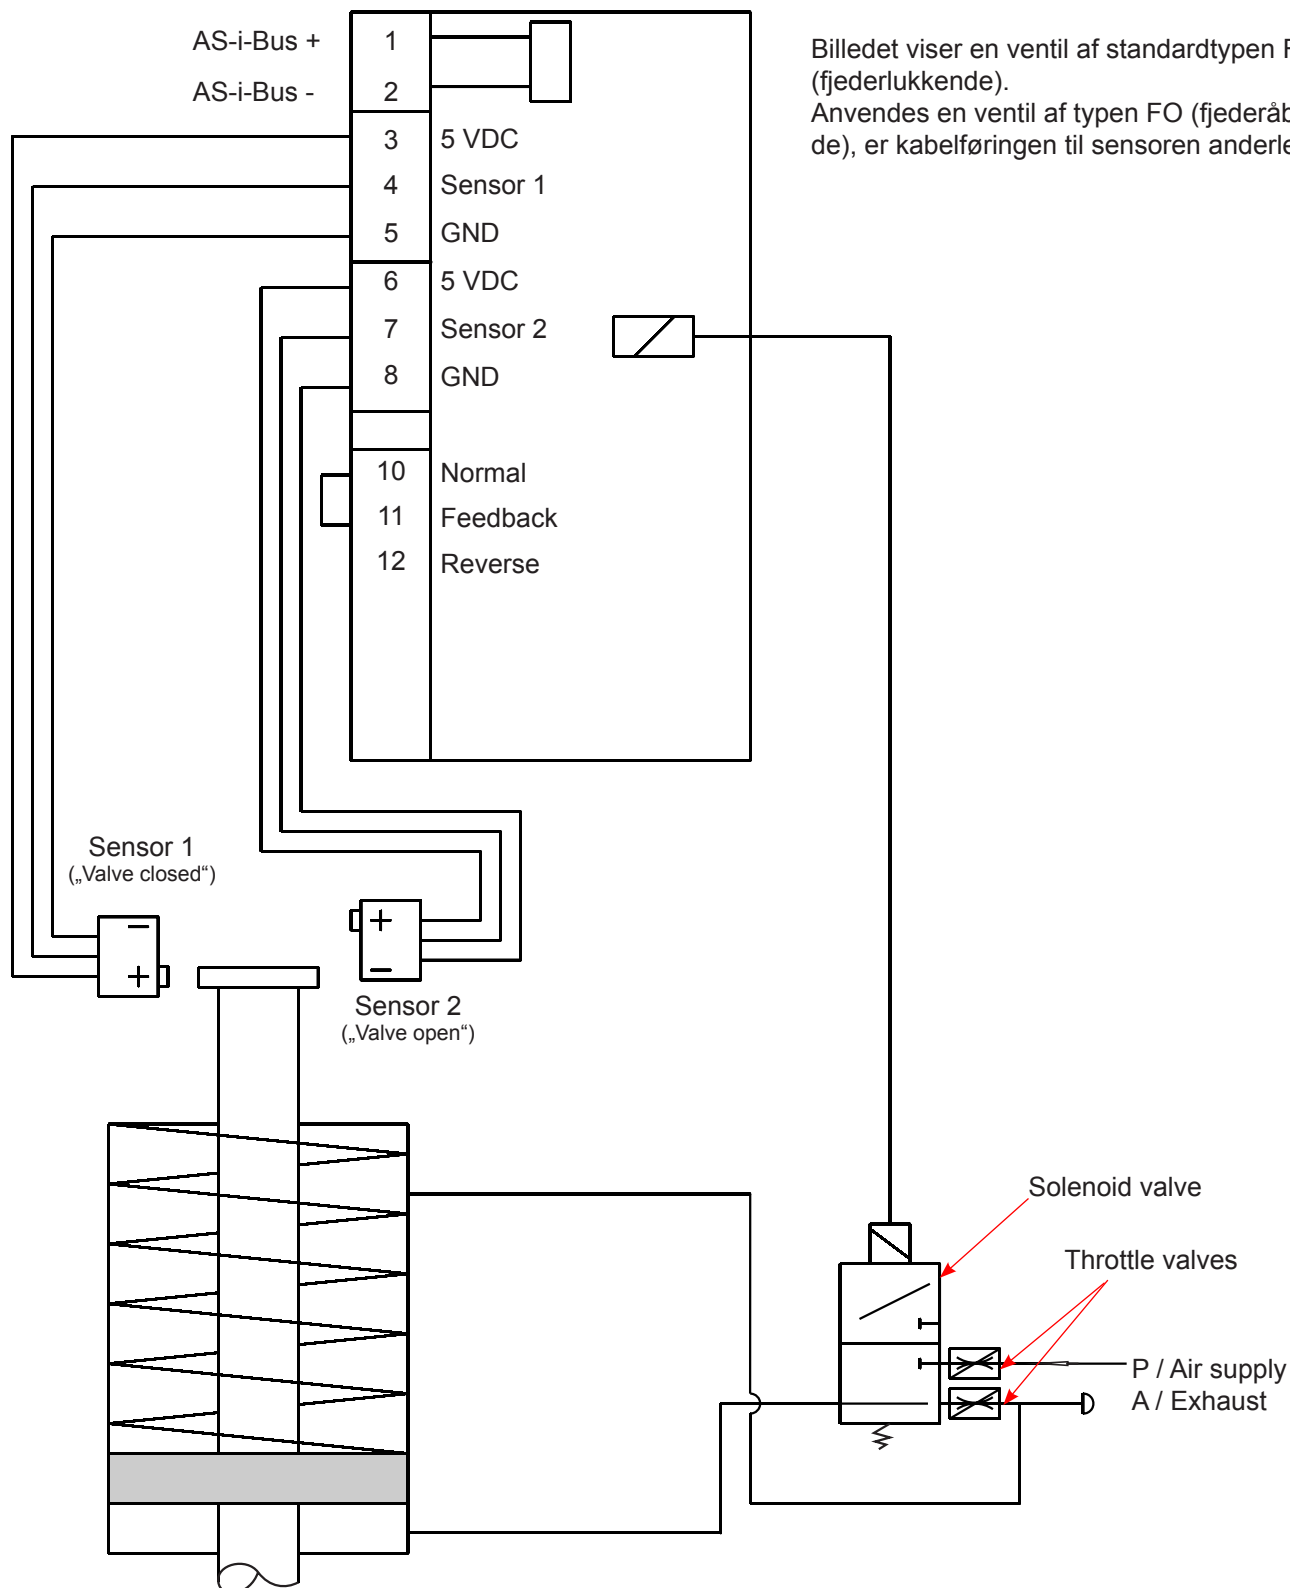 AS-i-Bus + 1
AS-i-Bus - 2
3 5 VDC
4 Sensor 1
5 GND
6 5 VDC
7 Sensor 2
8 GND
10 Normal
11 Feedback
12 Reverse
Billedet viser en ventil af standardtypen
(fjederlukkende).
Anvendes en ventil af typen FO
de), er kabelføringen til sensoren
Sensor 1
(„Valve closed“)
−
+
+
−
Sensor 2
(„Valve open“)
Solenoid valve
Throttle valves
P / Air supply
A / Exhaust